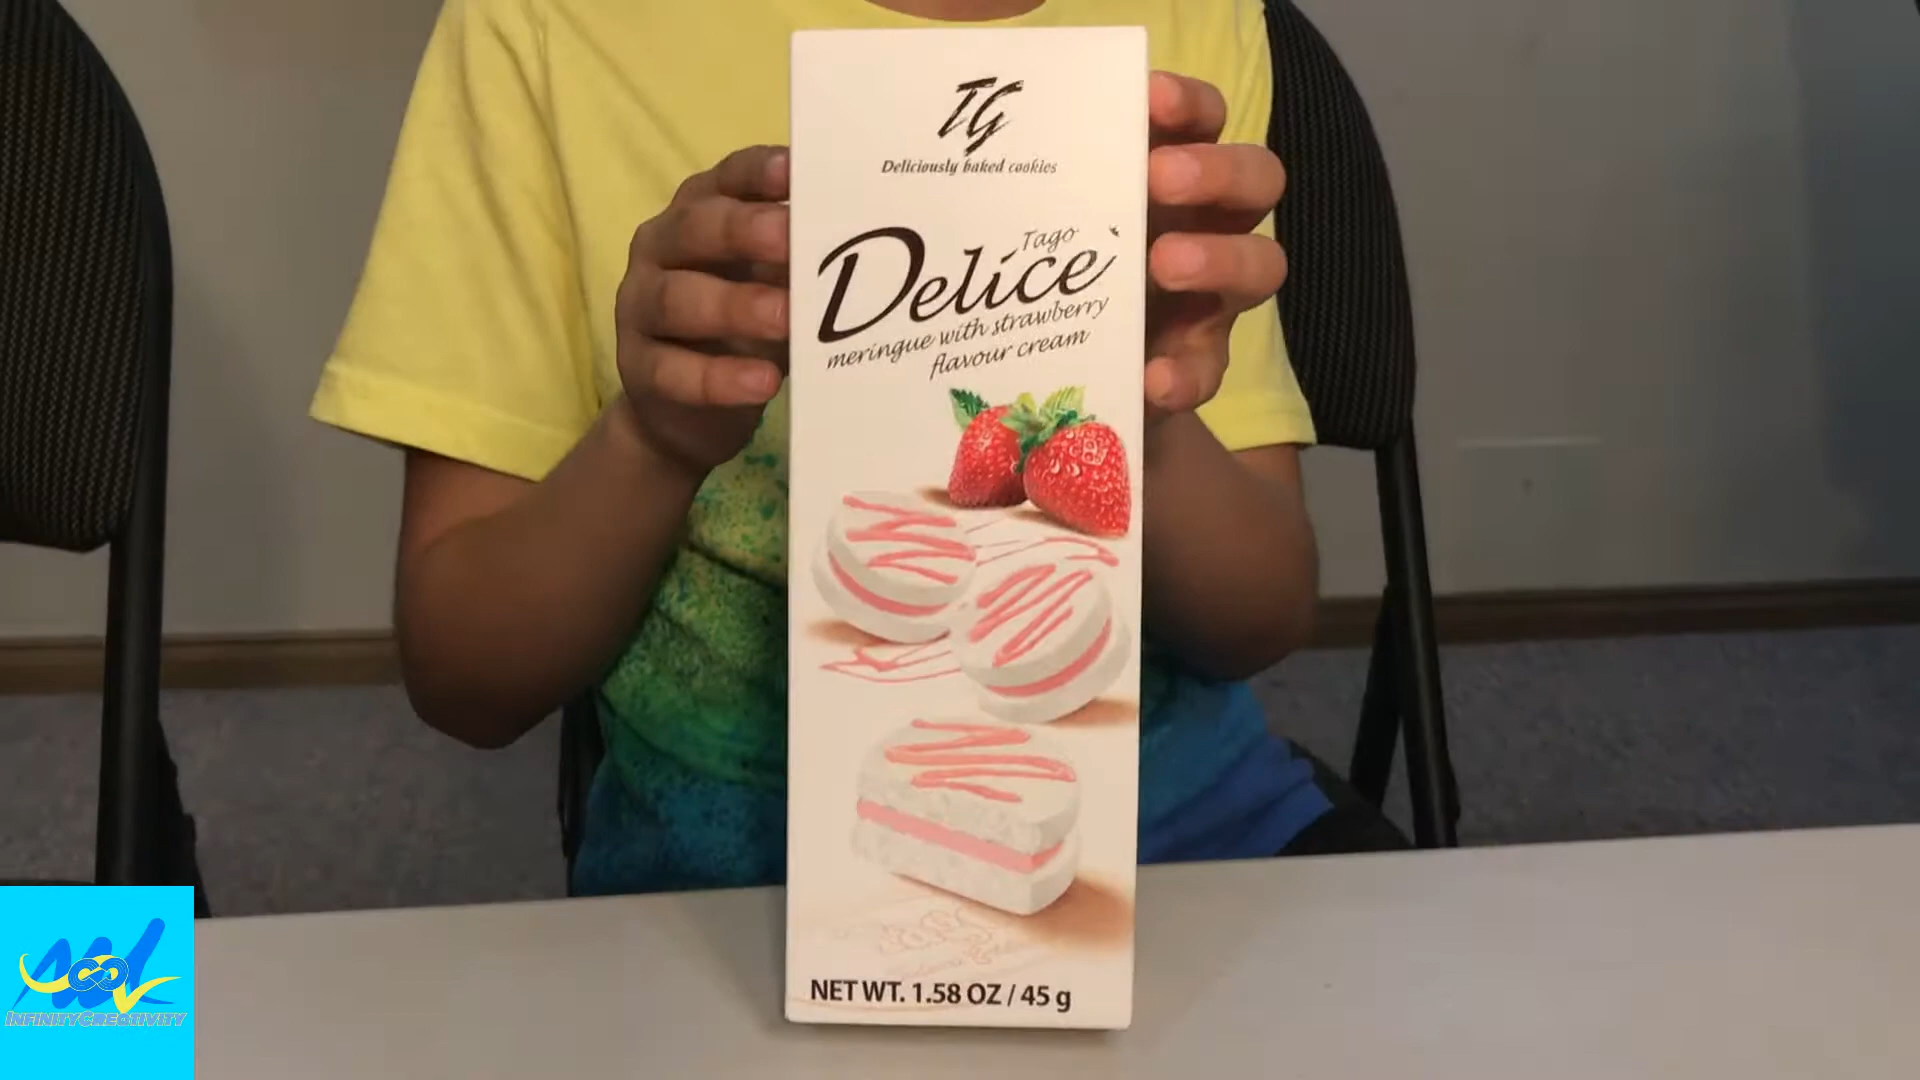 TG
Deliciously baked cookies
Tago
Delice
meringue with strawberry
flavour cream
NET WT. 1.58 OZ / 45 g
INFINITYCREATIVITY